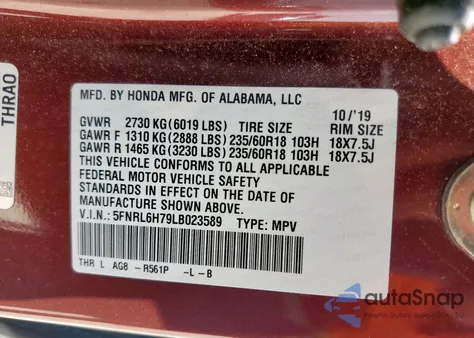 THRAO
MFD. BY HONDA MFG. OF ALABAMA, LLC
10/'19
GVWR 2730 KG (6019 LBS) TIRE SIZE RIM SIZE
GAWR F 1310 KG (2888 LBS) 235/60R18 103H 18X7.5J
GAWR R 1465 KG (3230 LBS) 235/60R18 103H 18X7.5J
THIS VEHICLE CONFORMS TO ALL APPLICABLE
FEDERAL MOTOR VEHICLE SAFETY
STANDARDS IN EFFECT ON THE DATE OF
MANUFACTURE SHOWN ABOVE.
V.I.N.: 5FNRL6H79LB023589 TYPE: MPV
THR L AG8 -R561P -L-B
autoSnap